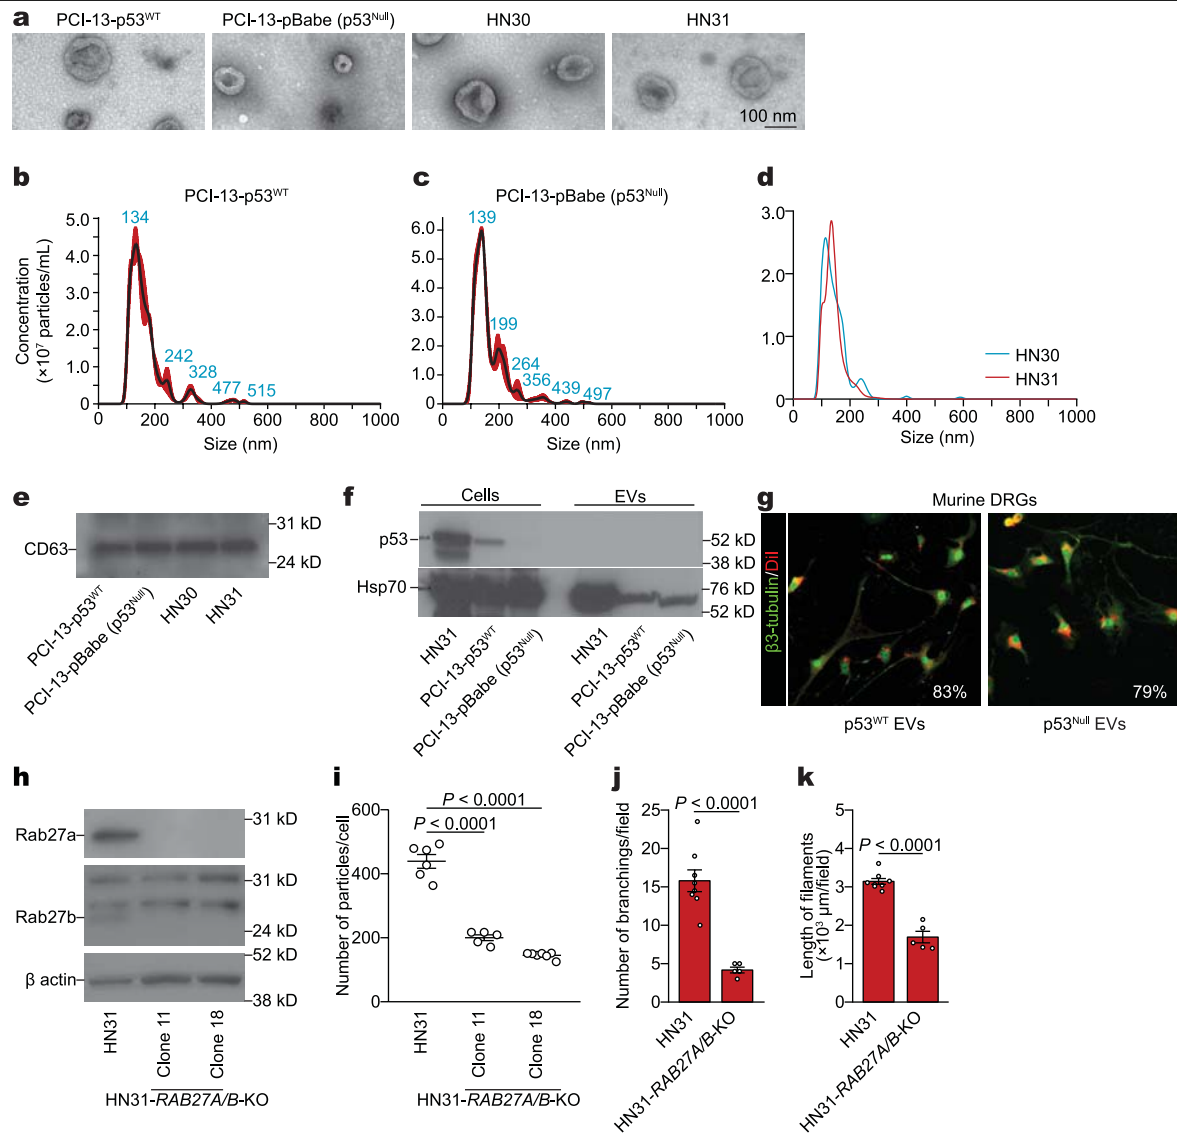 a
PCI-13-p53WT
PCI-13-pBabe (p53Null)
HN30
HN31
100 nm
b
PCI-13-p53WT
Concentration
(×10⁷ particles/mL)
5.0
4.0
3.0
2.0
1.0
0
134
242
328
477
515
0 200 400 600 800 1000
Size (nm)
c
PCI-13-pBabe (p53Null)
6.0
5.0
4.0
3.0
2.0
1.0
0
139
199
264
356
439
497
0 200 400 600 800 1000
Size (nm)
d
3.0
2.0
1.0
0
HN30
HN31
0 200 400 600 800 1000
Size (nm)
e
CD63
31 kD
24 kD
PCI-13-p53WT
PCI-13-pBabe (p53Null)
HN30
HN31
f
Cells
EVs
p53
52 kD
38 kD
Hsp70
76 kD
52 kD
HN31
PCI-13-p53WT
PCI-13-pBabe (p53Null)
HN31
PCI-13-p53WT
PCI-13-pBabe (p53Null)
g
Murine DRGs
β3-tubulin/DiI
83%
79%
p53WT EVs
p53Null EVs
h
Rab27a
31 kD
31 kD
Rab27b
24 kD
52 kD
β actin
38 kD
HN31
Clone 11
Clone 18
HN31-RAB27A/B-KO
i
P < 0.0001
P < 0.0001
Number of particles/cell
600
400
200
0
HN31
Clone 11
Clone 18
HN31-RAB27A/B-KO
j
P < 0.0001
Number of branchings/field
25
20
15
10
5
0
HN31
HN31-RAB27A/B-KO
k
P < 0.0001
Length of filaments
(×10³ μm/field)
5
4
3
2
1
0
HN31
HN31-RAB27A/B-KO